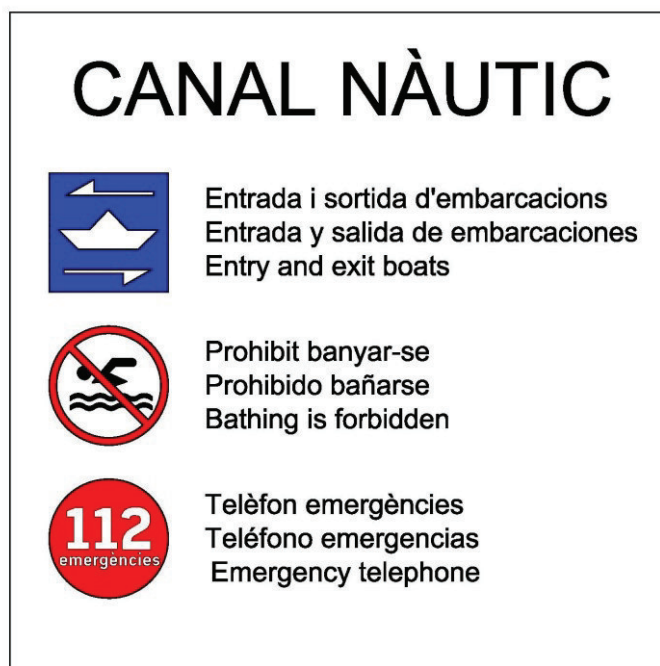 CANAL NÀUTIC
Entrada i sortida d'embarcacions
Entrada y salida de embarcaciones
Entry and exit boats
Prohibit banyar-se
Prohibido bañarse
Bathing is forbidden
112
emergències
Telèfon emergències
Teléfono emergencias
Emergency telephone